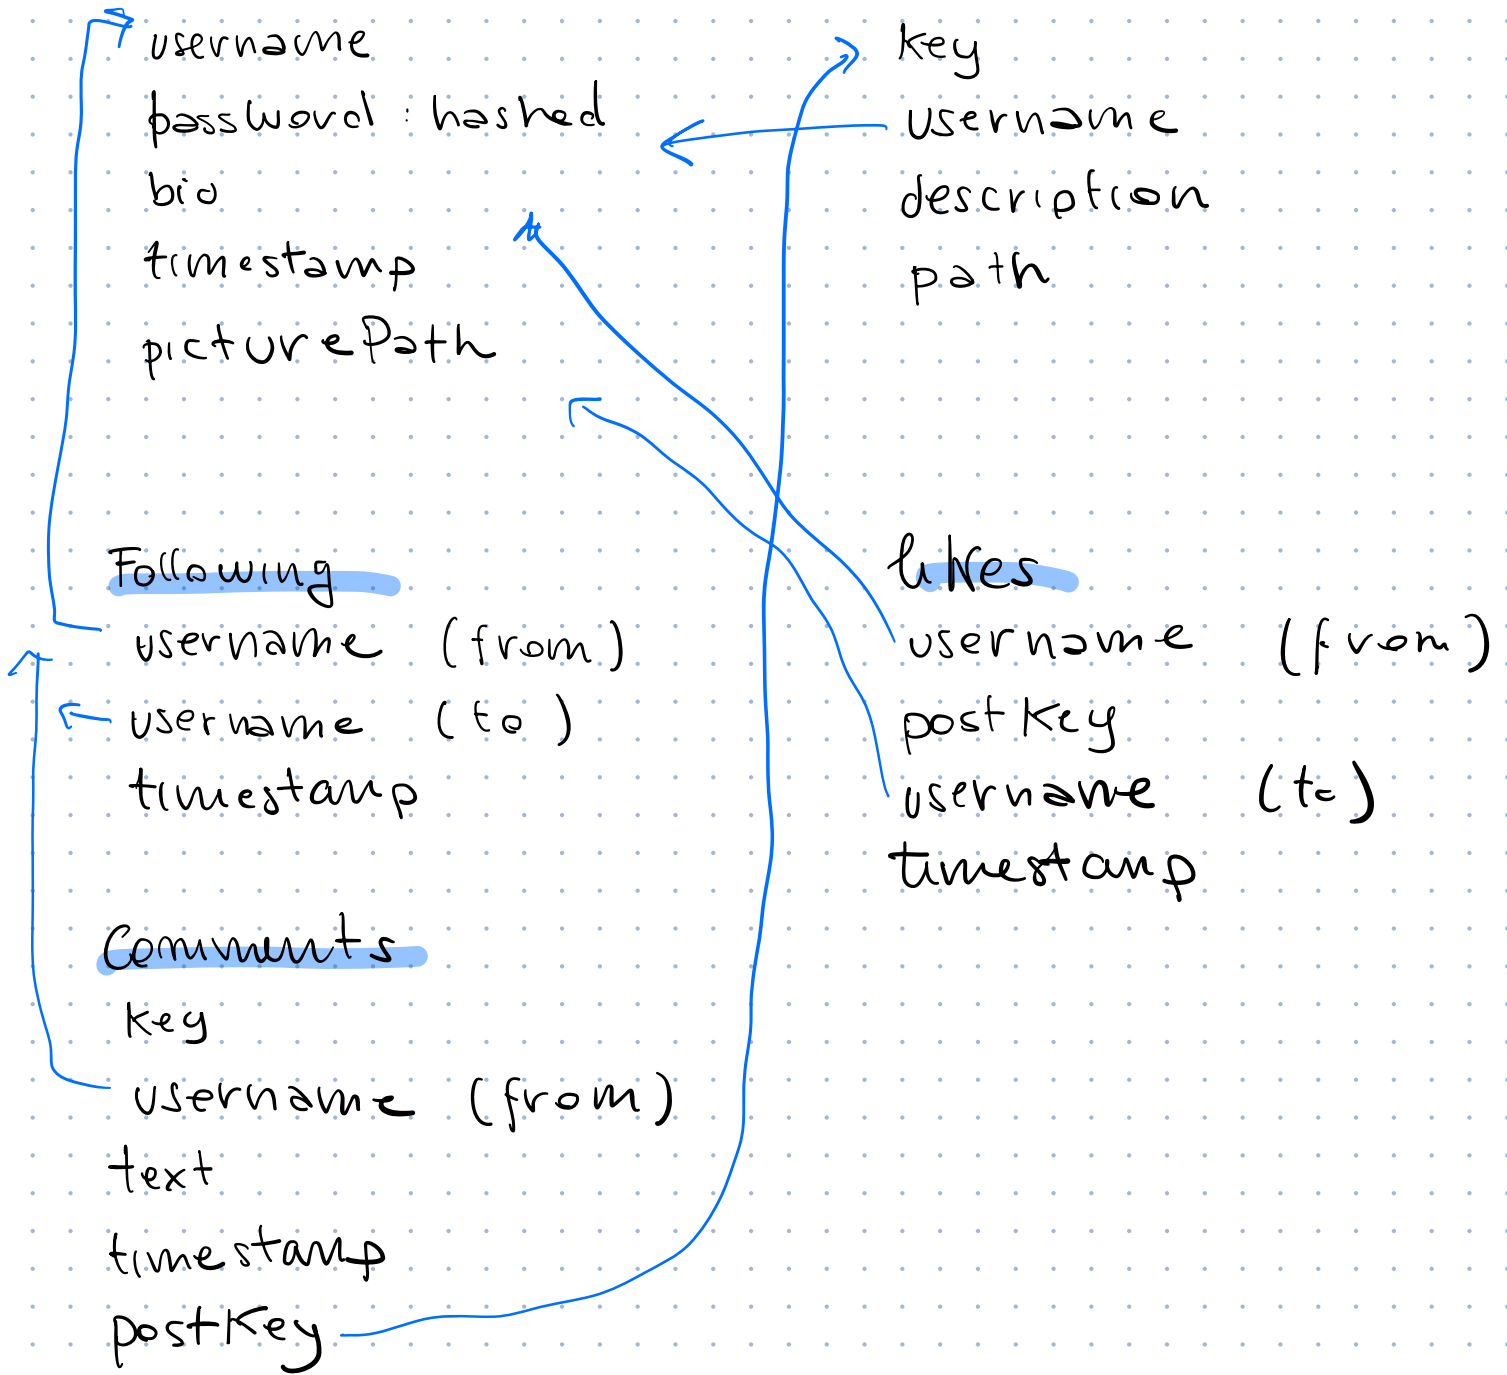 username
password : hashed
bio
timestamp
picturePath
key
username
description
path
Following
username (from)
username (to)
timestamp
likes
username (from)
postKey
username (to)
timestamp
Comments
key
username (from)
text
timestamp
postKey